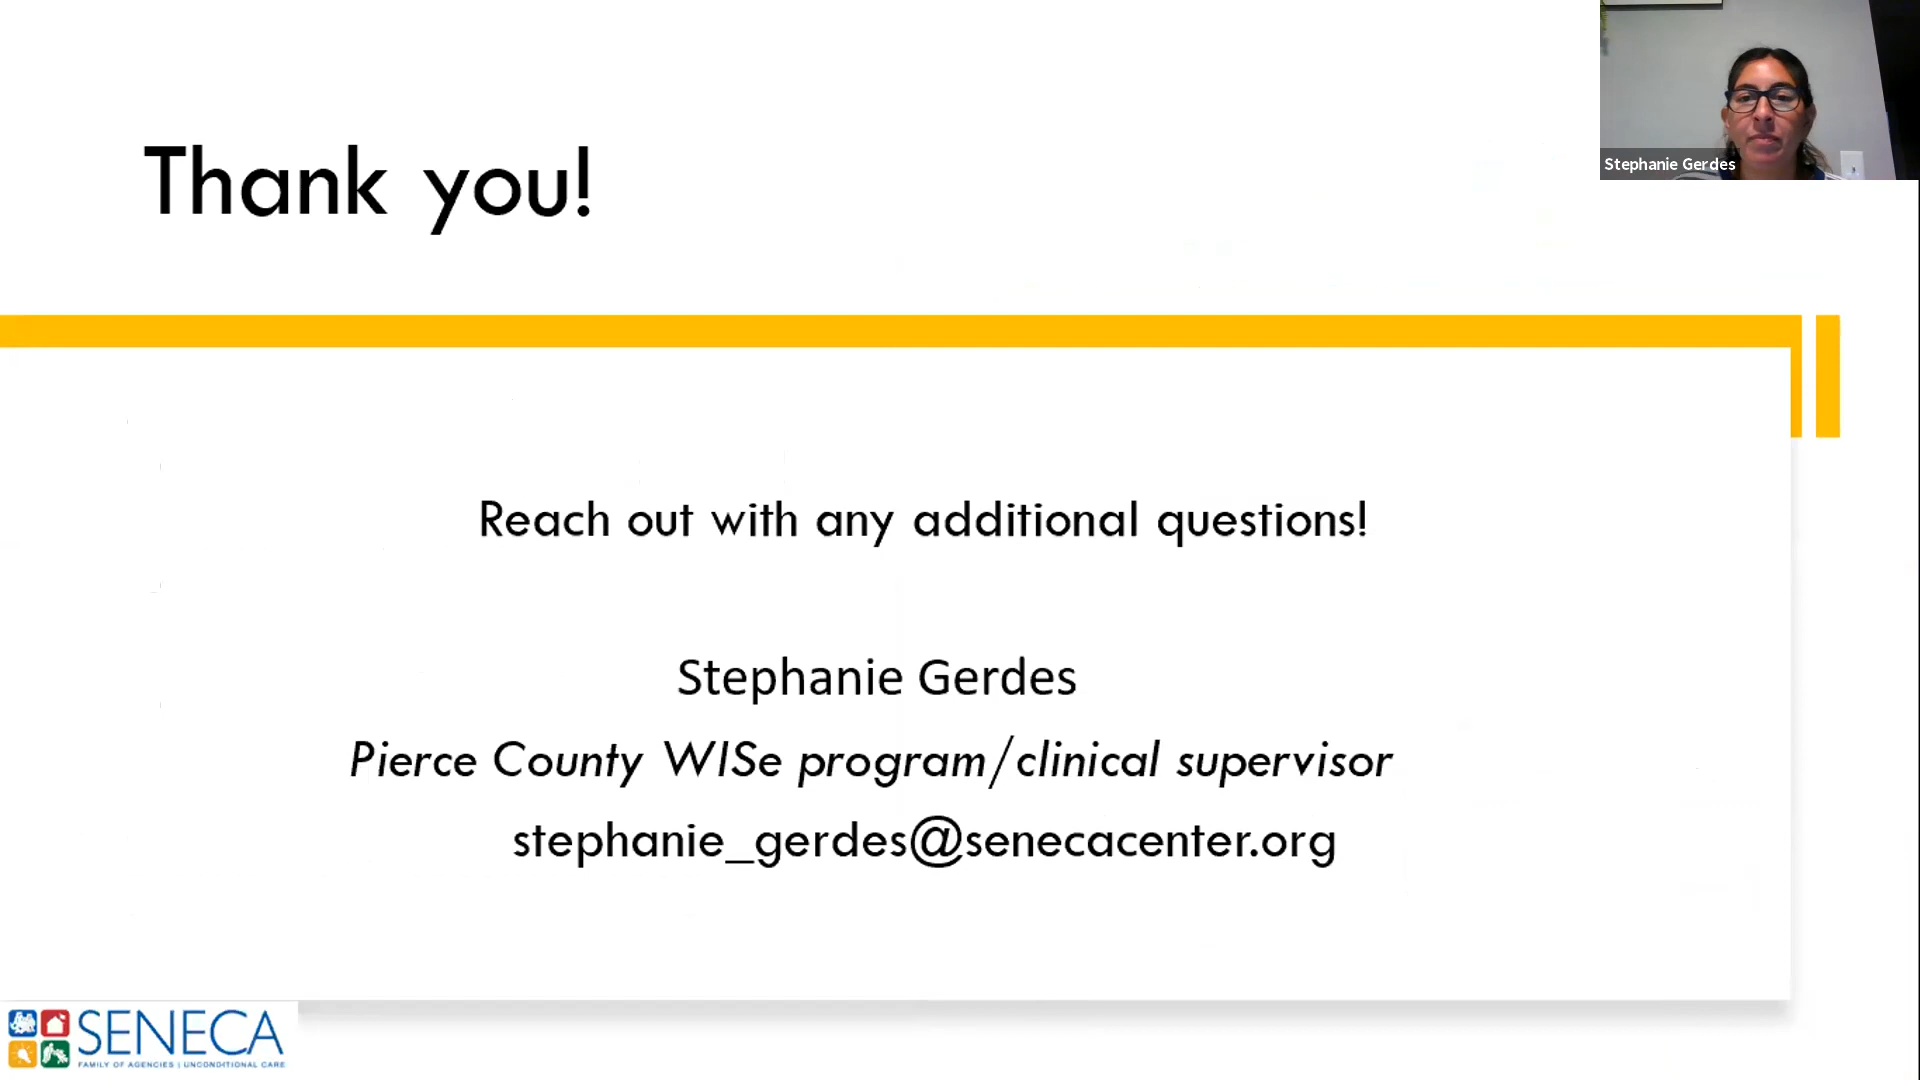 Thank you!
Stephanie Gerdes
Reach out with any additional questions!
Stephanie Gerdes
Pierce County WISe program/clinical supervisor
stephanie_gerdes@senecacenter.org
SENECA
FAMILY OF AGENCIES | UNCONDITIONAL CARE